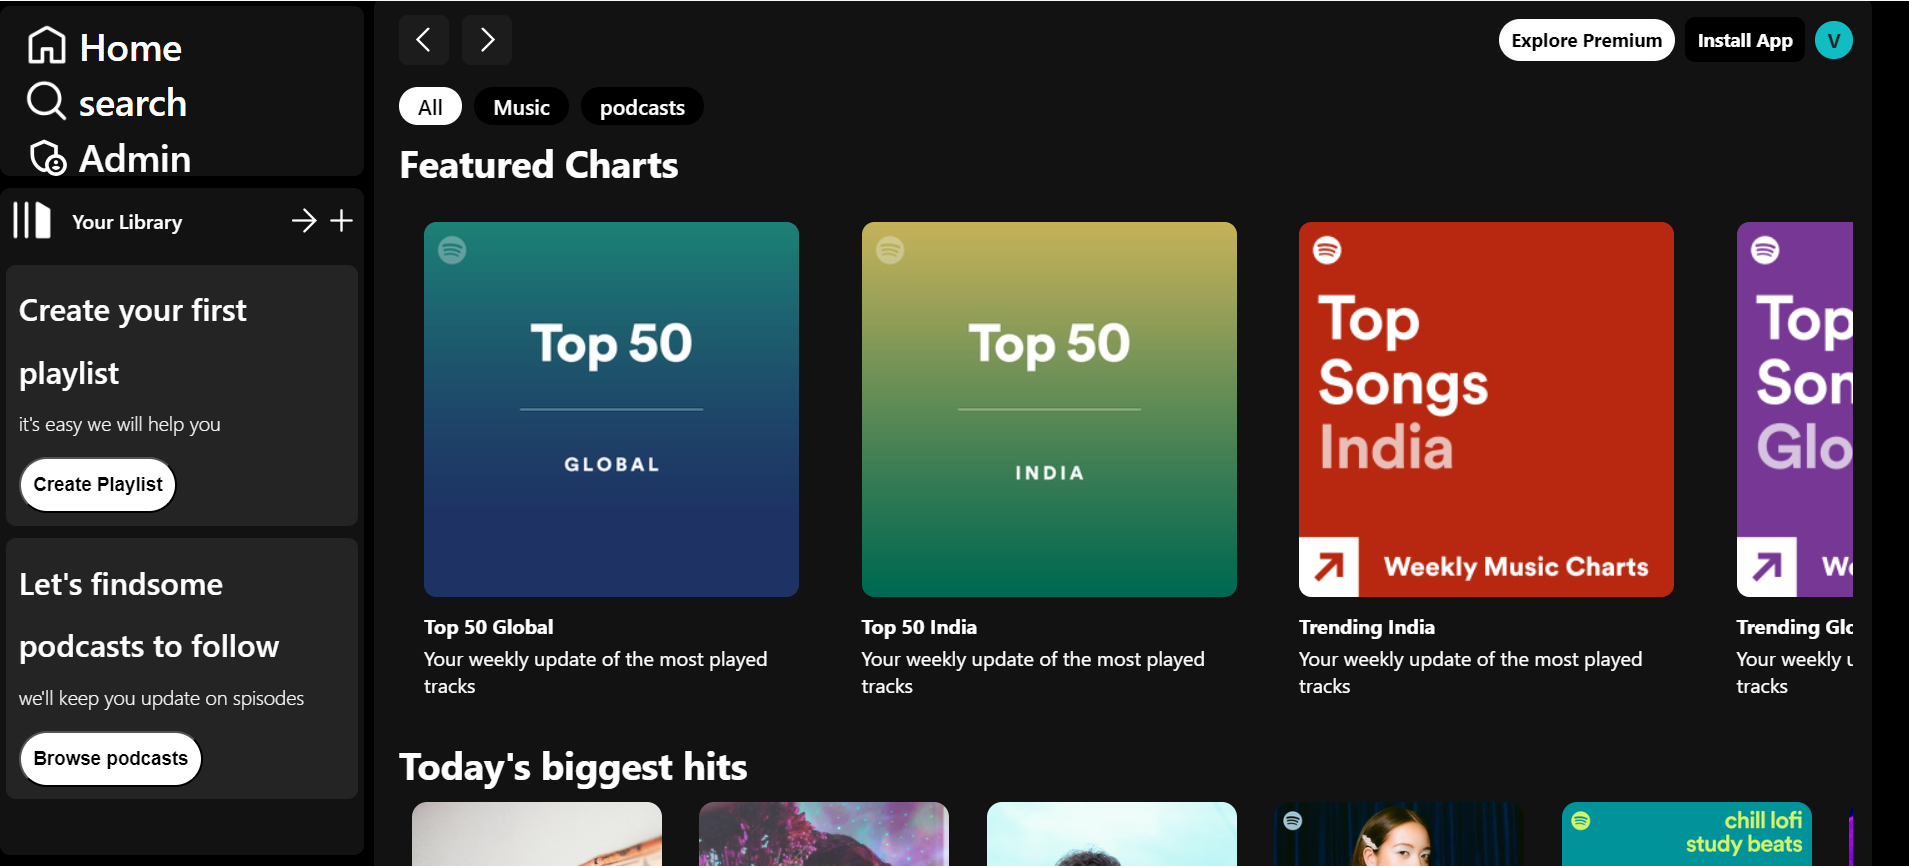 Home
search
Admin
Your Library
Create your first
playlist
it's easy we will help you
Create Playlist
Let's findsome
podcasts to follow
we'll keep you update on spisodes
Browse podcasts
Explore Premium
Install App
V
All
Music
podcasts
Featured Charts
Top 50
GLOBAL
Top 50 Global
Your weekly update of the most played
tracks
Top 50
INDIA
Top 50 India
Your weekly update of the most played
tracks
Top
Songs
India
Weekly Music Charts
Trending India
Your weekly update of the most played
tracks
Top
Son
Glo
We
Trending Glo
Your weekly u
tracks
Today's biggest hits
chill lofi
study beats